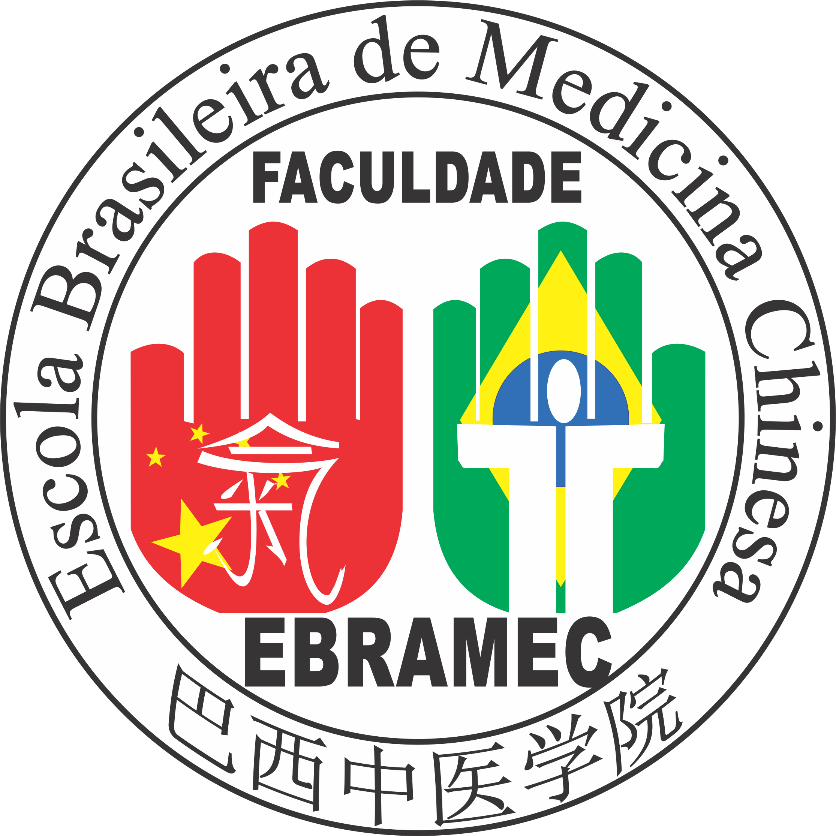 Escola Brasileira de Medicina Chinesa
FACULDADE
氣
EBRAMEC
巴西中医学院